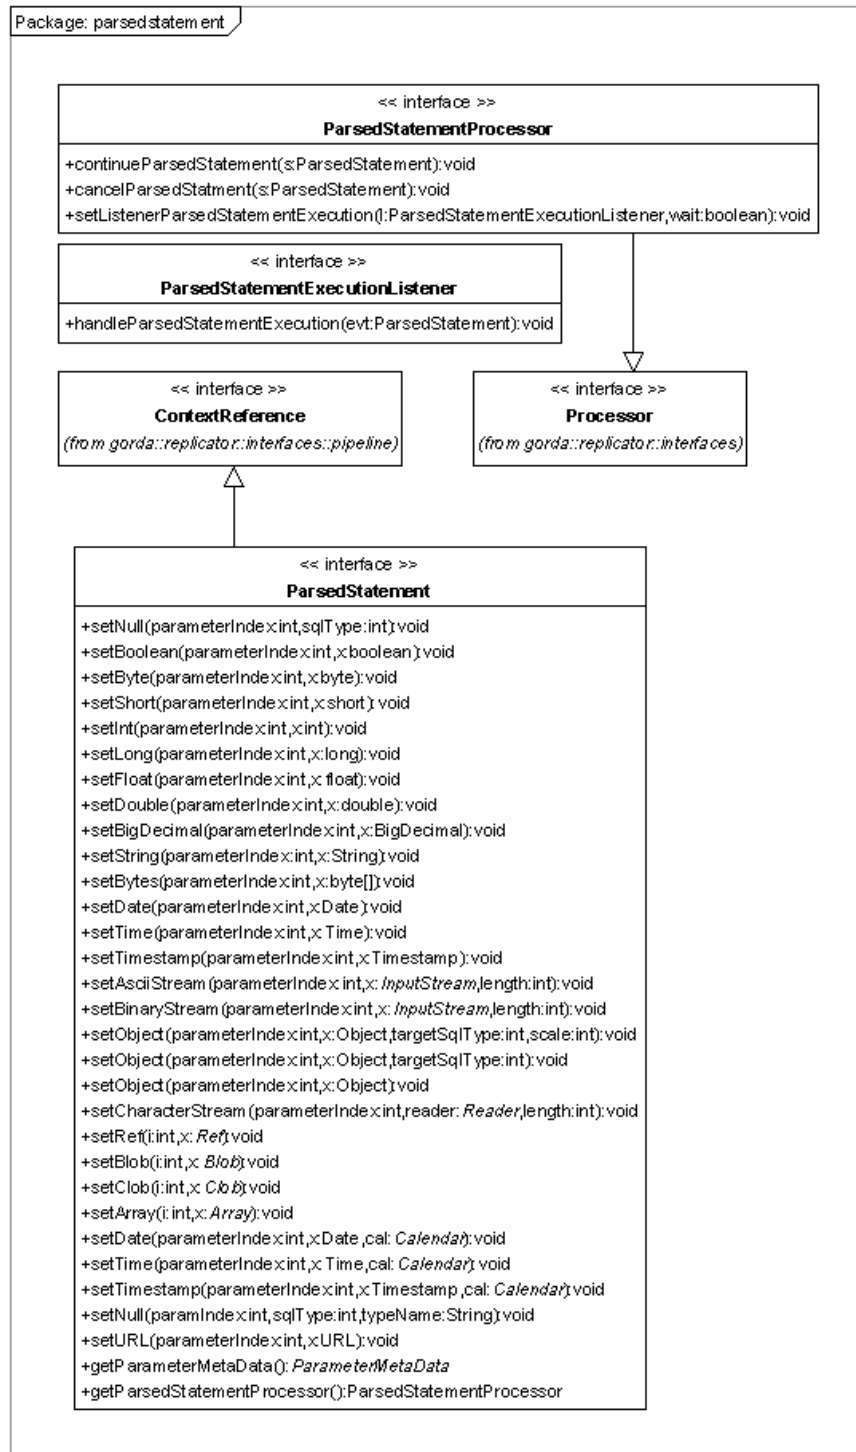 Package: parsedstatement
<< interface >>
ParsedStatementProcessor
+continueParsedStatement(s:ParsedStatement):void
+cancelParsedStatment(s:ParsedStatement):void
+setListenerParsedStatementExecution(l:ParsedStatementExecutionListener,wait:boolean):void
<< interface >>
ParsedStatementExecutionListener
+handleParsedStatementExecution(evt:ParsedStatement):void
<< interface >>
ContextReference
(from gorda::replicator::interfaces::pipeline)
<< interface >>
Processor
(from gorda::replicator::interfaces)
<< interface >>
ParsedStatement
+setNull(parameterIndex:int,sqlType:int):void
+setBoolean(parameterIndex:int,x:boolean):void
+setByte(parameterIndex:int,x:byte):void
+setShort(parameterIndex:int,x:short):void
+setInt(parameterIndex:int,x:int):void
+setLong(parameterIndex:int,x:long):void
+setFloat(parameterIndex:int,x:float):void
+setDouble(parameterIndex:int,x:double):void
+setBigDecimal(parameterIndex:int,x:BigDecimal):void
+setString(parameterIndex:int,x:String):void
+setBytes(parameterIndex:int,x:byte[]):void
+setDate(parameterIndex:int,x:Date):void
+setTime(parameterIndex:int,x:Time):void
+setTimestamp(parameterIndex:int,x:Timestamp):void
+setAsciiStream(parameterIndex:int,x:InputStream,length:int):void
+setBinaryStream(parameterIndex:int,x:InputStream,length:int):void
+setObject(parameterIndex:int,x:Object,targetSqlType:int,scale:int):void
+setObject(parameterIndex:int,x:Object,targetSqlType:int):void
+setObject(parameterIndex:int,x:Object):void
+setCharacterStream(parameterIndex:int,reader:Reader,length:int):void
+setRef(i:int,x:Ref):void
+setBlob(i:int,x:Blob):void
+setClob(i:int,x:Clob):void
+setArray(i:int,x:Array):void
+setDate(parameterIndex:int,x:Date,cal:Calendar):void
+setTime(parameterIndex:int,x:Time,cal:Calendar):void
+setTimestamp(parameterIndex:int,x:Timestamp,cal:Calendar):void
+setNull(paramIndex:int,sqlType:int,typeName:String):void
+setURL(parameterIndex:int,x:URL):void
+getParameterMetaData():ParameterMetaData
+getParsedStatementProcessor():ParsedStatementProcessor